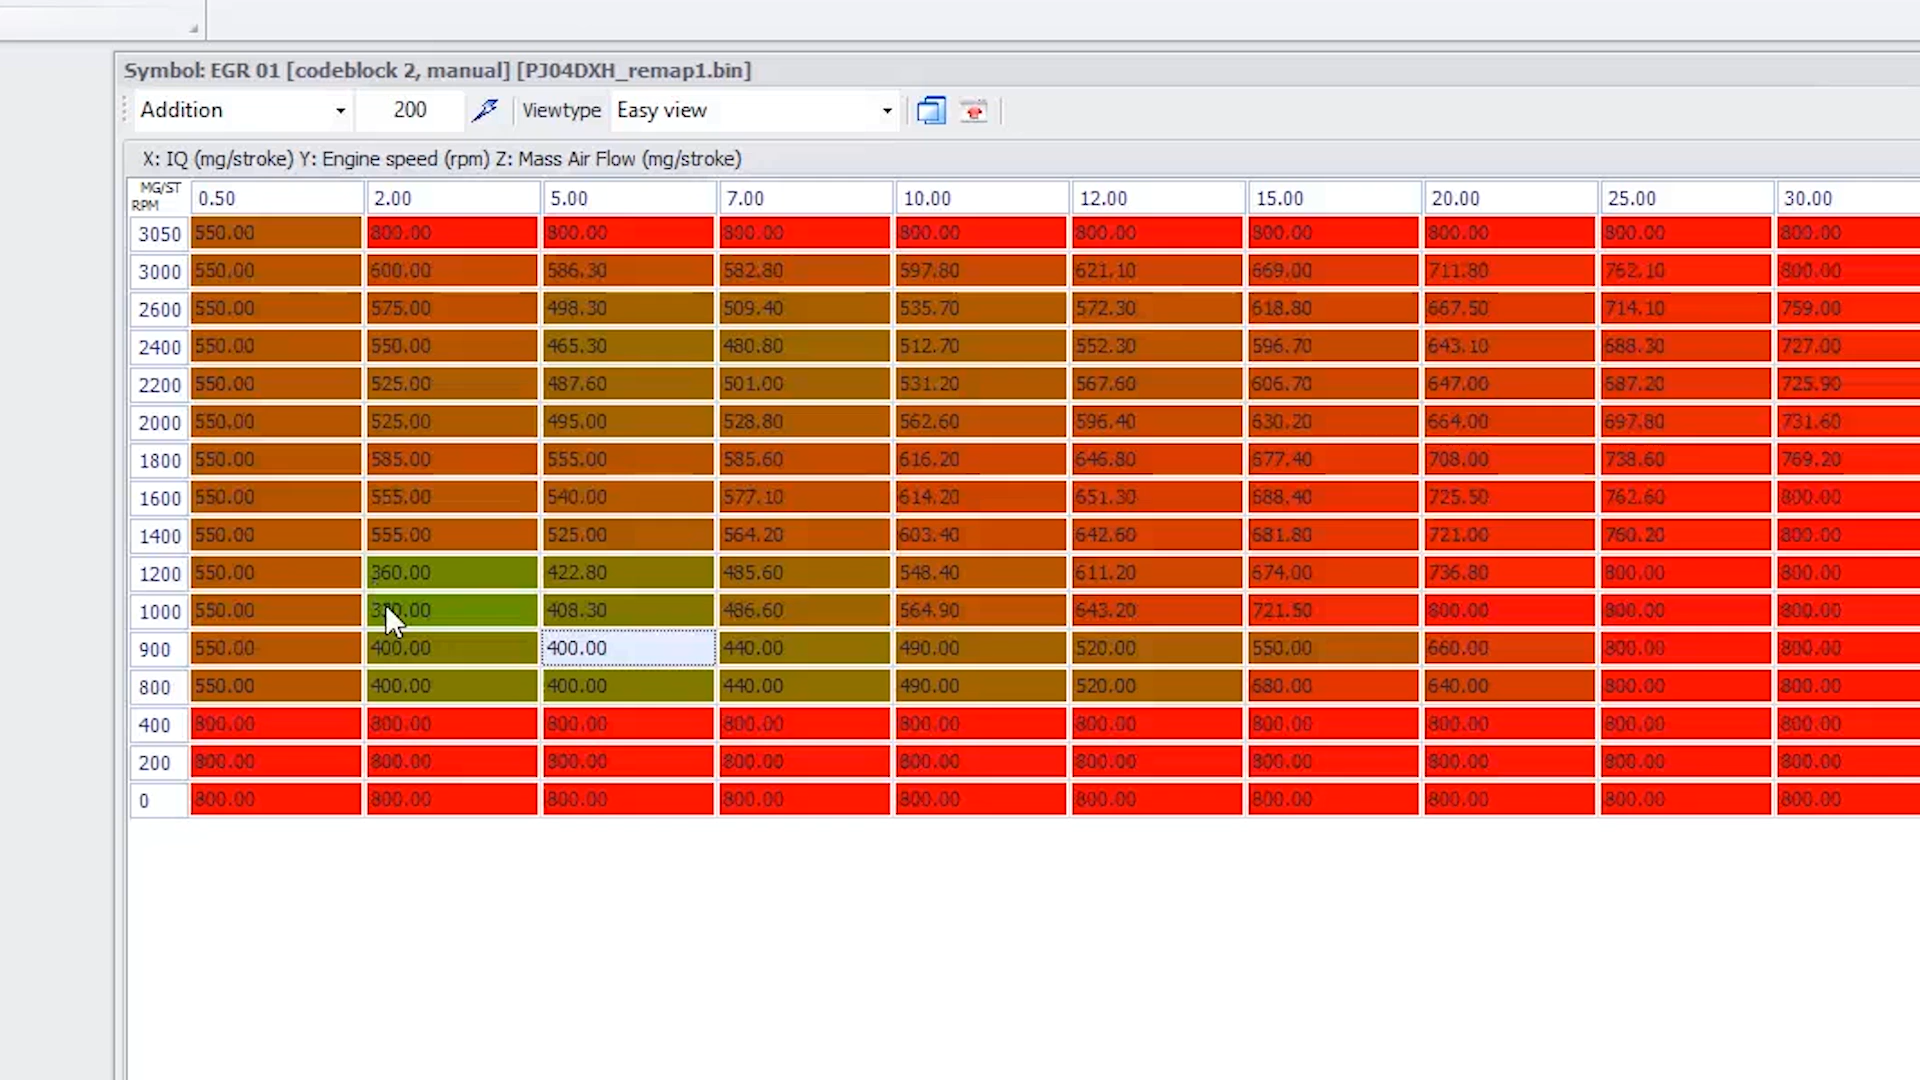 Symbol: EGR 01 [codeblock 2, manual] [PJ04DXH_remap1.bin]
Addition 200 Viewtype Easy view
X: IQ (mg/stroke) Y: Engine speed (rpm) Z: Mass Air Flow (mg/stroke)
MG/ST RPM 0.50 2.00 5.00 7.00 10.00 12.00 15.00 20.00 25.00 30.00
3050 550.00 800.00 800.00 800.00 800.00 800.00 800.00 800.00 800.00 800.00
3000 550.00 600.00 586.30 582.80 597.80 621.10 669.00 711.80 762.10 800.00
2600 550.00 575.00 498.30 509.40 535.70 572.30 618.80 667.50 714.10 759.00
2400 550.00 550.00 465.30 480.80 512.70 552.30 596.70 643.10 688.30 727.00
2200 550.00 525.00 487.60 501.00 531.20 567.60 606.70 647.00 687.20 725.90
2000 550.00 525.00 495.00 528.80 562.60 596.40 630.20 664.00 697.80 731.60
1800 550.00 585.00 555.00 585.60 616.20 646.80 677.40 708.00 738.60 769.20
1600 550.00 555.00 540.00 577.10 614.20 651.30 688.40 725.50 762.60 800.00
1400 550.00 555.00 525.00 564.20 603.40 642.60 681.80 721.00 760.20 800.00
1200 550.00 360.00 422.80 485.60 548.40 611.20 674.00 736.80 800.00 800.00
1000 550.00 408.30 486.60 564.90 643.20 721.50 800.00 800.00 800.00
900 550.00 400.00 400.00 440.00 490.00 520.00 550.00 660.00 800.00 800.00
800 550.00 400.00 400.00 440.00 490.00 520.00 680.00 640.00 800.00 800.00
400 800.00 800.00 800.00 800.00 800.00 800.00 800.00 800.00 800.00 800.00
200 800.00 800.00 800.00 800.00 800.00 800.00 800.00 800.00 800.00 800.00
0 800.00 800.00 800.00 800.00 800.00 800.00 800.00 800.00 800.00 800.00